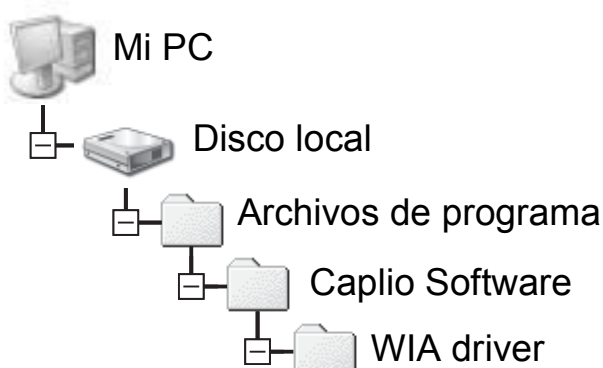 Mi PC
Disco local
Archivos de programa
Caplio Software
WIA driver